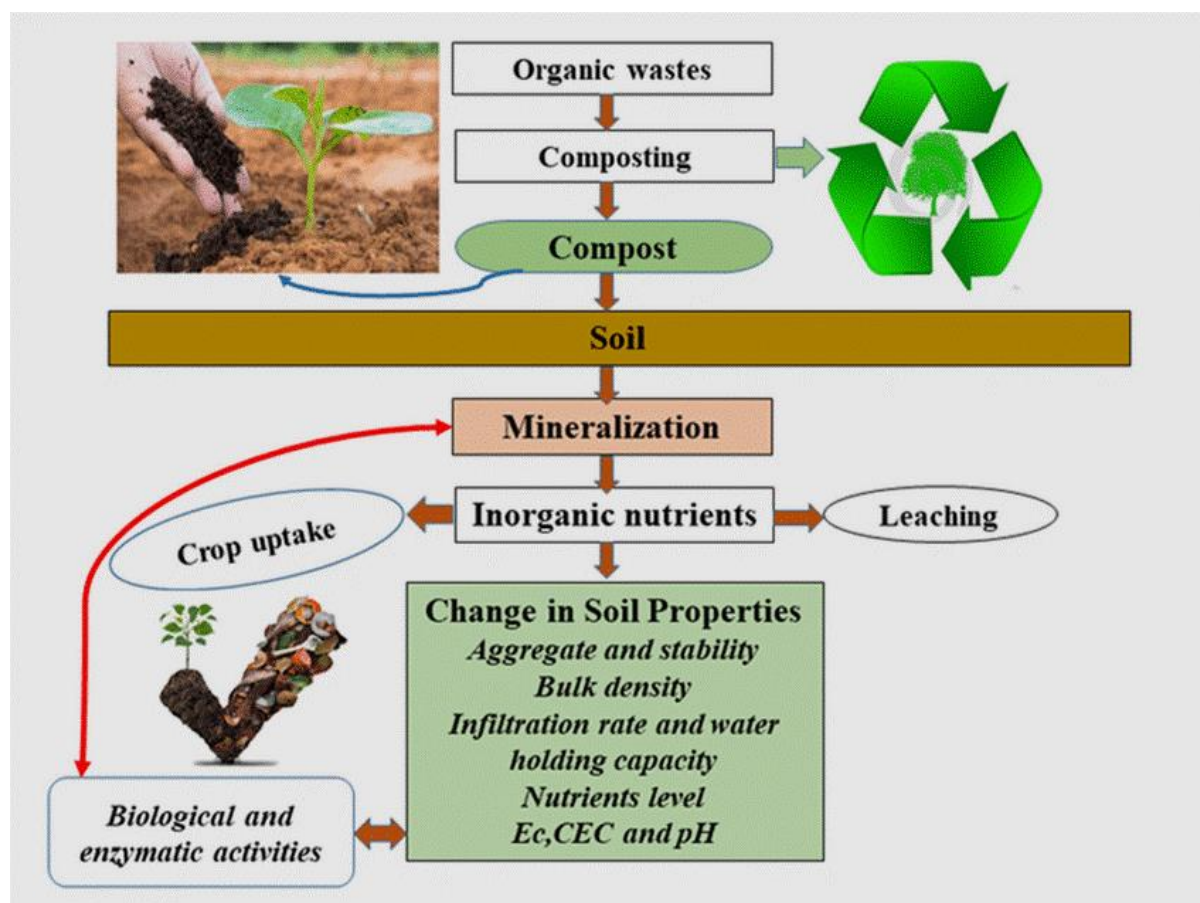 Organic wastes
Composting
Compost
Soil
Mineralization
Inorganic nutrients
Crop uptake
Leaching
Change in Soil Properties
Aggregate and stability
Bulk density
Infiltration rate and water
holding capacity
Nutrients level
Ec,CEC and pH
Biological and
enzymatic activities